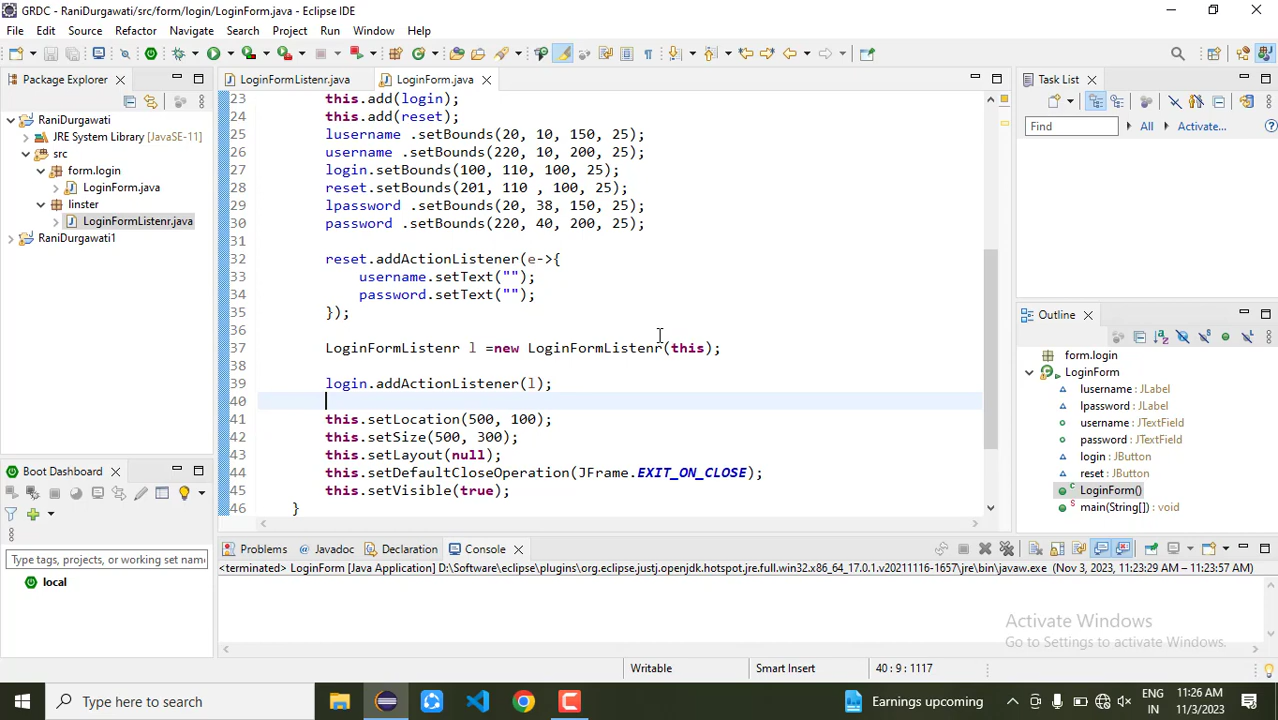 GRDC - RaniDurgawati/src/form/login/LoginForm.java - Eclipse IDE
File Edit Source Refactor Navigate Search Project Run Window Help
Package Explorer
RaniDurgawati
JRE System Library [JavaSE-11]
src
form.login
LoginForm.java
linster
LoginFormListenr.java
RaniDurgawati1
Boot Dashboard
Type tags, projects, or working set name
local
LoginFormListenr.java LoginForm.java
23 this.add(login);
24 this.add(reset);
25 lusername .setBounds(20, 10, 150, 25);
26 username .setBounds(220, 10, 200, 25);
27 login.setBounds(100, 110, 100, 25);
28 reset.setBounds(201, 110 , 100, 25);
29 lpassword .setBounds(20, 38, 150, 25);
30 password .setBounds(220, 40, 200, 25);
31
32 reset.addActionListener(e->{
33 username.setText("");
34 password.setText("");
35 });
36
37 LoginFormListenr l =new LoginFormListenr(this);
38
39 login.addActionListener(l);
40
41 this.setLocation(500, 100);
42 this.setSize(500, 300);
43 this.setLayout(null);
44 this.setDefaultCloseOperation(JFrame.EXIT_ON_CLOSE);
45 this.setVisible(true);
46 }
Task List
Find All Activate...
Outline
form.login
LoginForm
lusername : JLabel
lpassword : JLabel
username : JTextField
password : JTextField
login : JButton
reset : JButton
LoginForm()
main(String[]) : void
Problems Javadoc Declaration Console
<terminated> LoginForm [Java Application] D:\Software\eclipse\plugins\org.eclipse.justj.openjdk.hotspot.jre.full.win32.x86_64_17.0.1.v20211116-1657\jre\bin\javaw.exe (Nov 3, 2023, 11:23:29 AM – 11:23:57 AM)
Activate Windows
Go to Settings to activate Windows.
Writable Smart Insert 40 : 9 : 1117
Type here to search
Earnings upcoming
ENG
IN
11:26 AM
11/3/2023